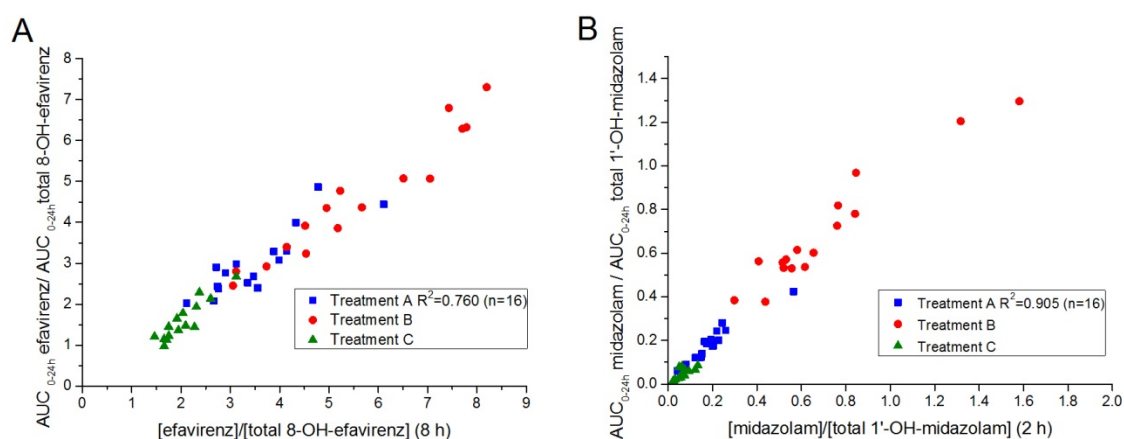 A
AUC 0-24h efavirenz/ AUC 0-24h total 8-OH-efavirenz
8
7
6
5
4
3
2
1
0
0 1 2 3 4 5 6 7 8 9
[efavirenz]/[total 8-OH-efavirenz] (8 h)
Treatment A R²=0.760 (n=16)
Treatment B
Treatment C
B
AUC0-24h midazolam / AUC0-24h total 1'-OH-midazolam
1.4
1.2
1.0
0.8
0.6
0.4
0.2
0.0
0.0 0.2 0.4 0.6 0.8 1.0 1.2 1.4 1.6 1.8 2.0
[midazolam]/[total 1'-OH-midazolam] (2 h)
Treatment A R²=0.905 (n=16)
Treatment B
Treatment C